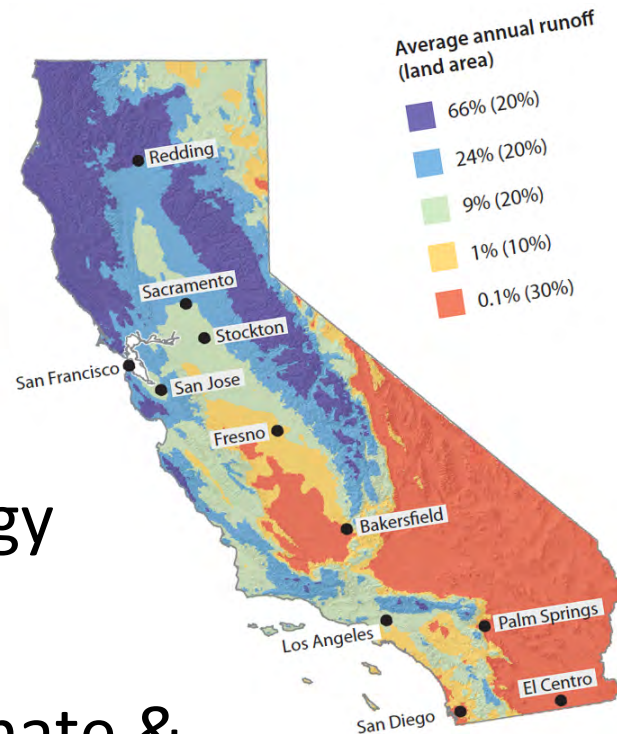 Average annual runoff
(land area)
66% (20%)
24% (20%)
9% (20%)
1% (10%)
0.1% (30%)
Redding
Sacramento
Stockton
San Francisco
San Jose
Fresno
gy
Bakersfield
Palm Springs
Los Angeles
El Centro
San Diego
nate &